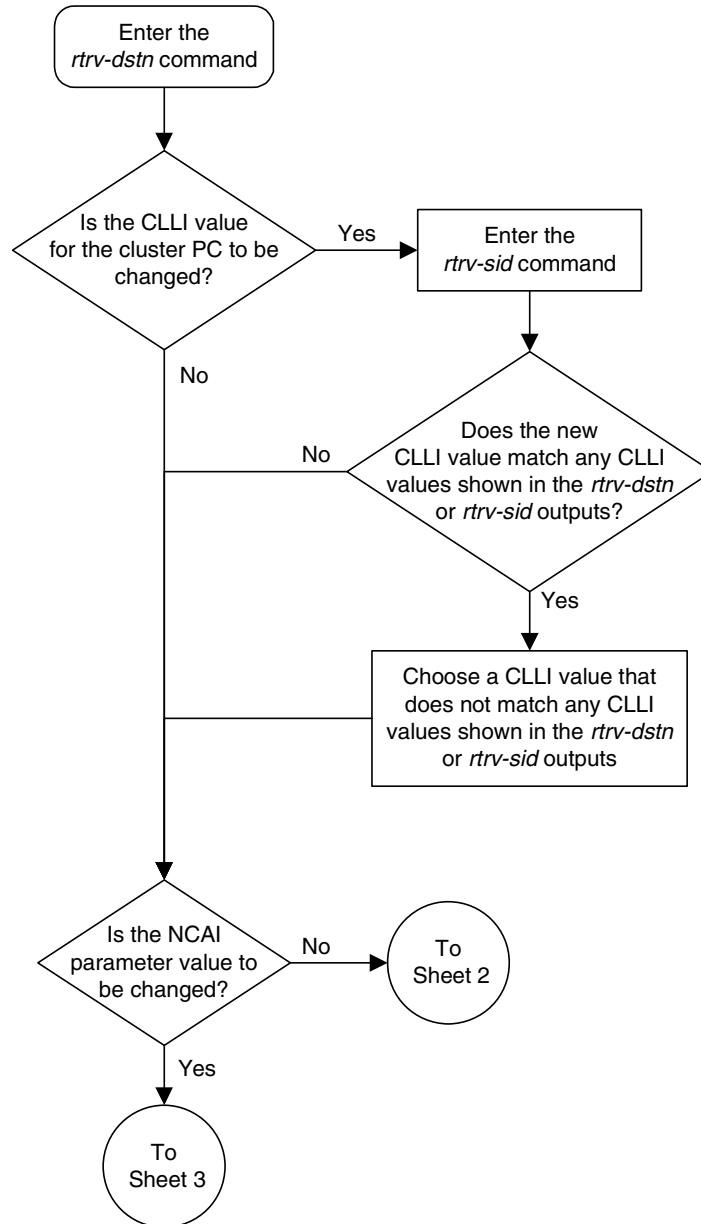 Enter the
rtrv-dstn command
Is the CLLI value
for the cluster PC to be
changed?
Yes
Enter the
rtrv-sid command
No
Does the new
CLLI value match any CLLI
values shown in the rtrv-dstn
or rtrv-sid outputs?
No
Yes
Choose a CLLI value that
does not match any CLLI
values shown in the rtrv-dstn
or rtrv-sid outputs
Is the NCAI
parameter value to
be changed?
No
To
Sheet 2
Yes
To
Sheet 3